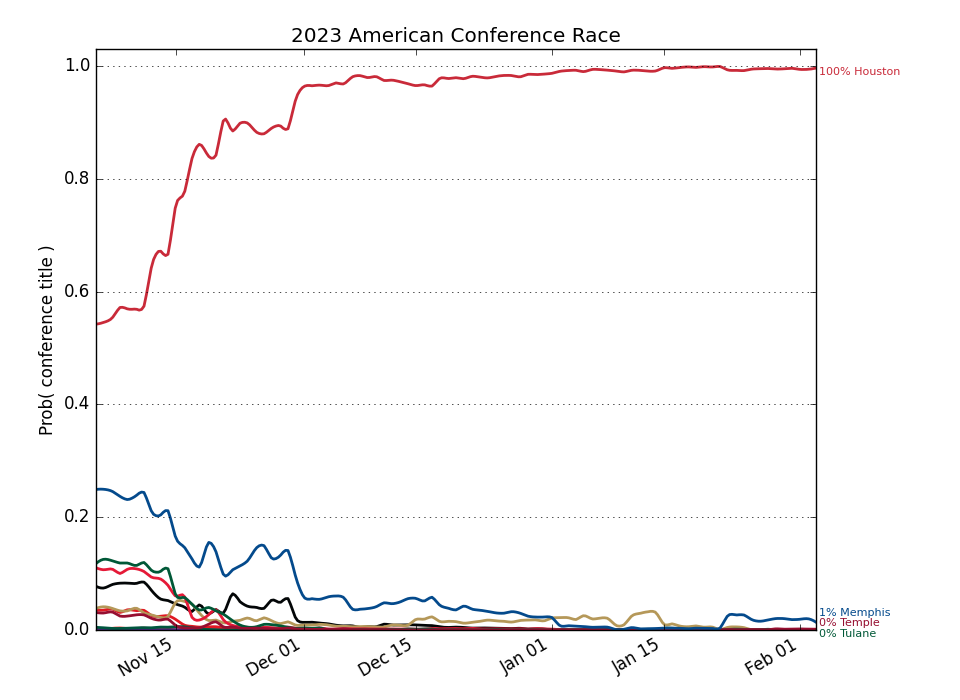 2023 American Conference Race
Prob( conference title )
1.0
0.8
0.6
0.4
0.2
0.0
100% Houston
1% Memphis
0% Temple
0% Tulane
Nov 15
Dec 01
Dec 15
Jan 01
Jan 15
Feb 01